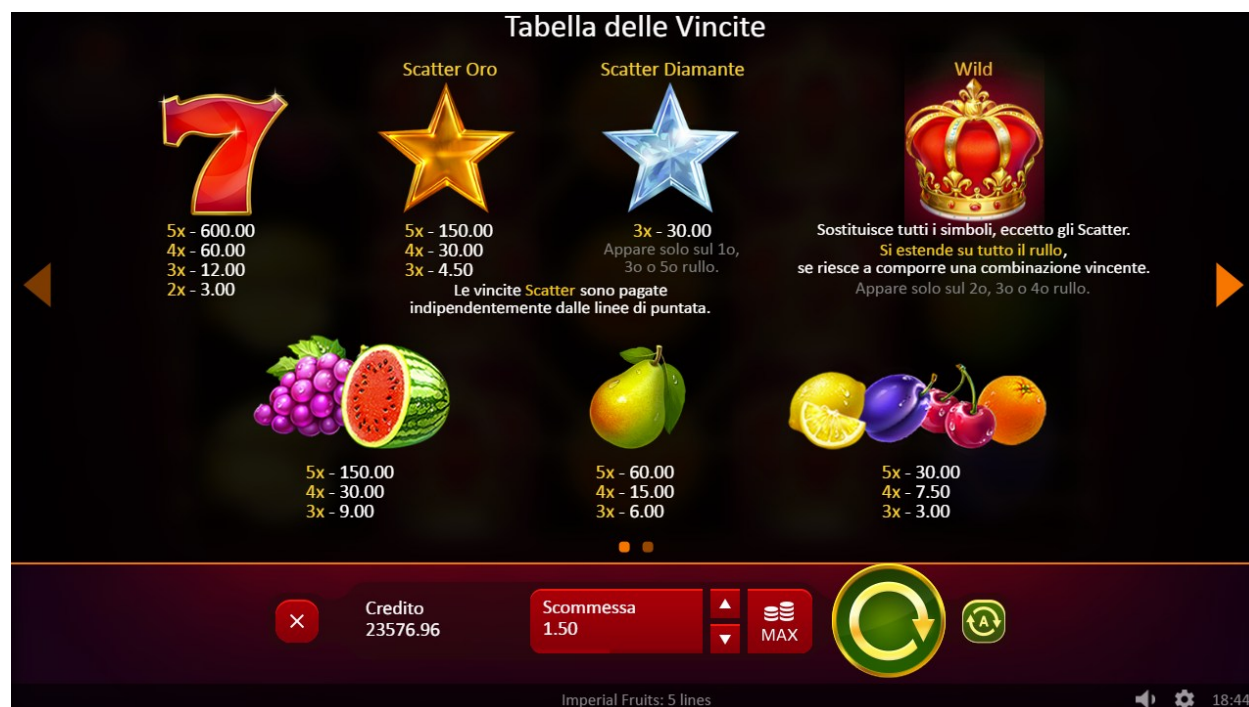 Tabella delle Vincite
Scatter Oro
Scatter Diamante
Wild
5x - 600.00
4x - 60.00
3x - 12.00
2x - 3.00
5x - 150.00
4x - 30.00
3x - 4.50
3x - 30.00
Appare solo sul 1o,
3o o 5o rullo.
Le vincite Scatter sono pagate
indipendentemente dalle linee di puntata.
Sostituisce tutti i simboli, eccetto gli Scatter.
Si estende su tutto il rullo,
se riesce a comporre una combinazione vincente.
Appare solo sul 2o, 3o o 4o rullo.
5x - 150.00
4x - 30.00
3x - 9.00
5x - 60.00
4x - 15.00
3x - 6.00
5x - 30.00
4x - 7.50
3x - 3.00
Credito
23576.96
Scommessa
1.50
MAX
A
Imperial Fruits: 5 lines
18:44